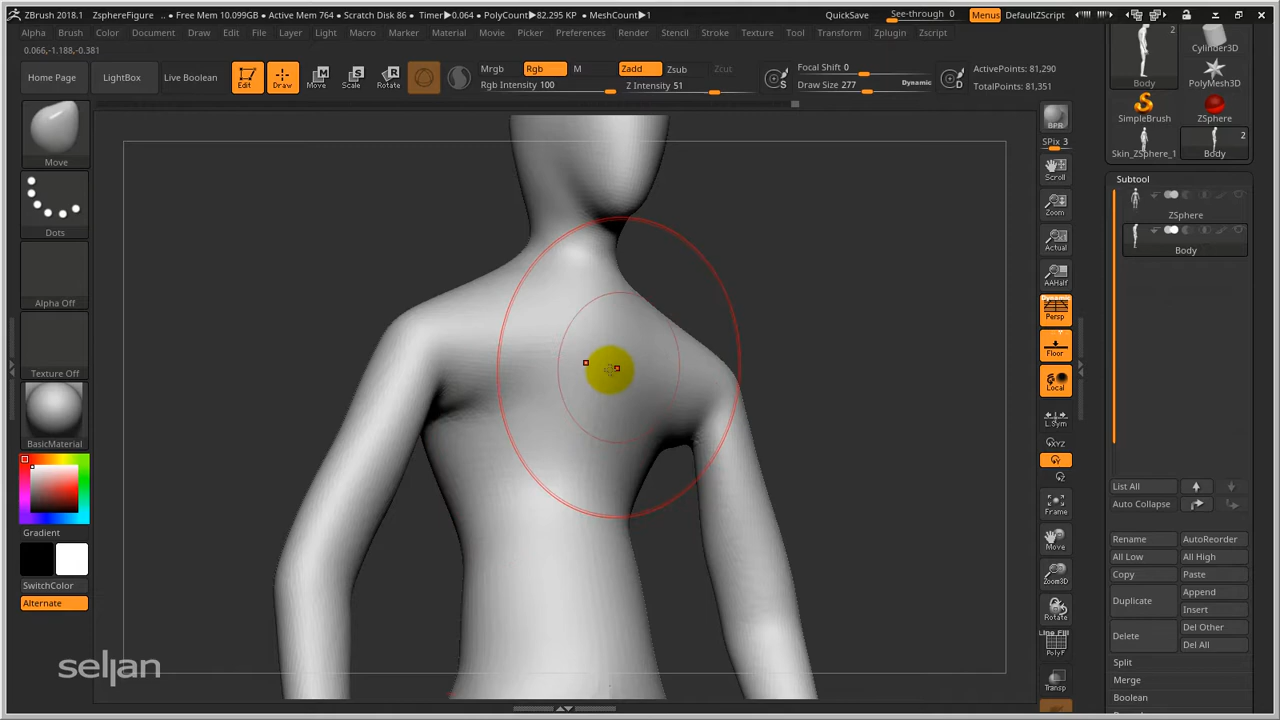 ZBrush 2018.1 ZsphereFigure .. Free Mem 10.099GB • Active Mem 764 • Scratch Disk 86 • Timer▶0.064 • PolyCount▶82.295 KP • MeshCount▶1 QuickSave See-through 0 Menus DefaultZScript
Alpha Brush Color Document Draw Edit File Layer Light Macro Marker Material Movie Picker Preferences Render Stencil Stroke Texture Tool Transform Zplugin Zscript
0.066,-1.188,-0.381
Home Page LightBox Live Boolean Edit Draw Move Scale Rotate
Mrgb Rgb M Zadd Zsub Zcut
Rgb Intensity 100 Z Intensity 51
S Focal Shift 0
Draw Size 277 Dynamic D
ActivePoints: 81,290
TotalPoints: 81,351
Move
Dots
Alpha Off
Texture Off
BasicMaterial
Gradient
SwitchColor
Alternate
seljan
BPR
SPix 3
Scroll
Zoom
Actual
AAHalf
Dynamic
Persp
Floor
Local
L.Sym
XYZ
Y
Z
Frame
Move
Zoom3D
Rotate
Line Fill
PolyF
Transp
2
Body
Cylinder3D
PolyMesh3D
SimpleBrush ZSphere
2
Skin_ZSphere_1 Body
Subtool
ZSphere
Body
List All
Auto Collapse
Rename AutoReorder
All Low All High
Copy Paste
Duplicate Append
Insert
Delete Del Other
Del All
Split
Merge
Boolean